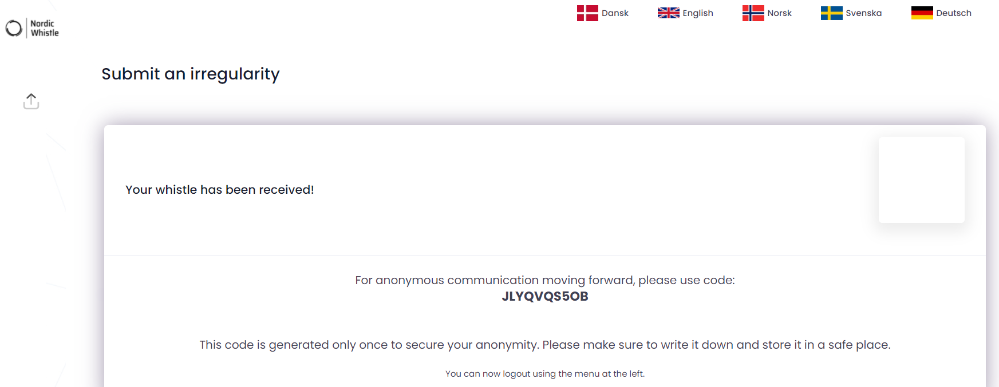 Dansk
English
Norsk
Svenska
Deutsch
Nordic
Whistle
Submit an irregularity
Your whistle has been received!
For anonymous communication moving forward, please use code:
JLYQVQS5OB
This code is generated only once to secure your anonymity. Please make sure to write it down and store it in a safe place.
You can now logout using the menu at the left.